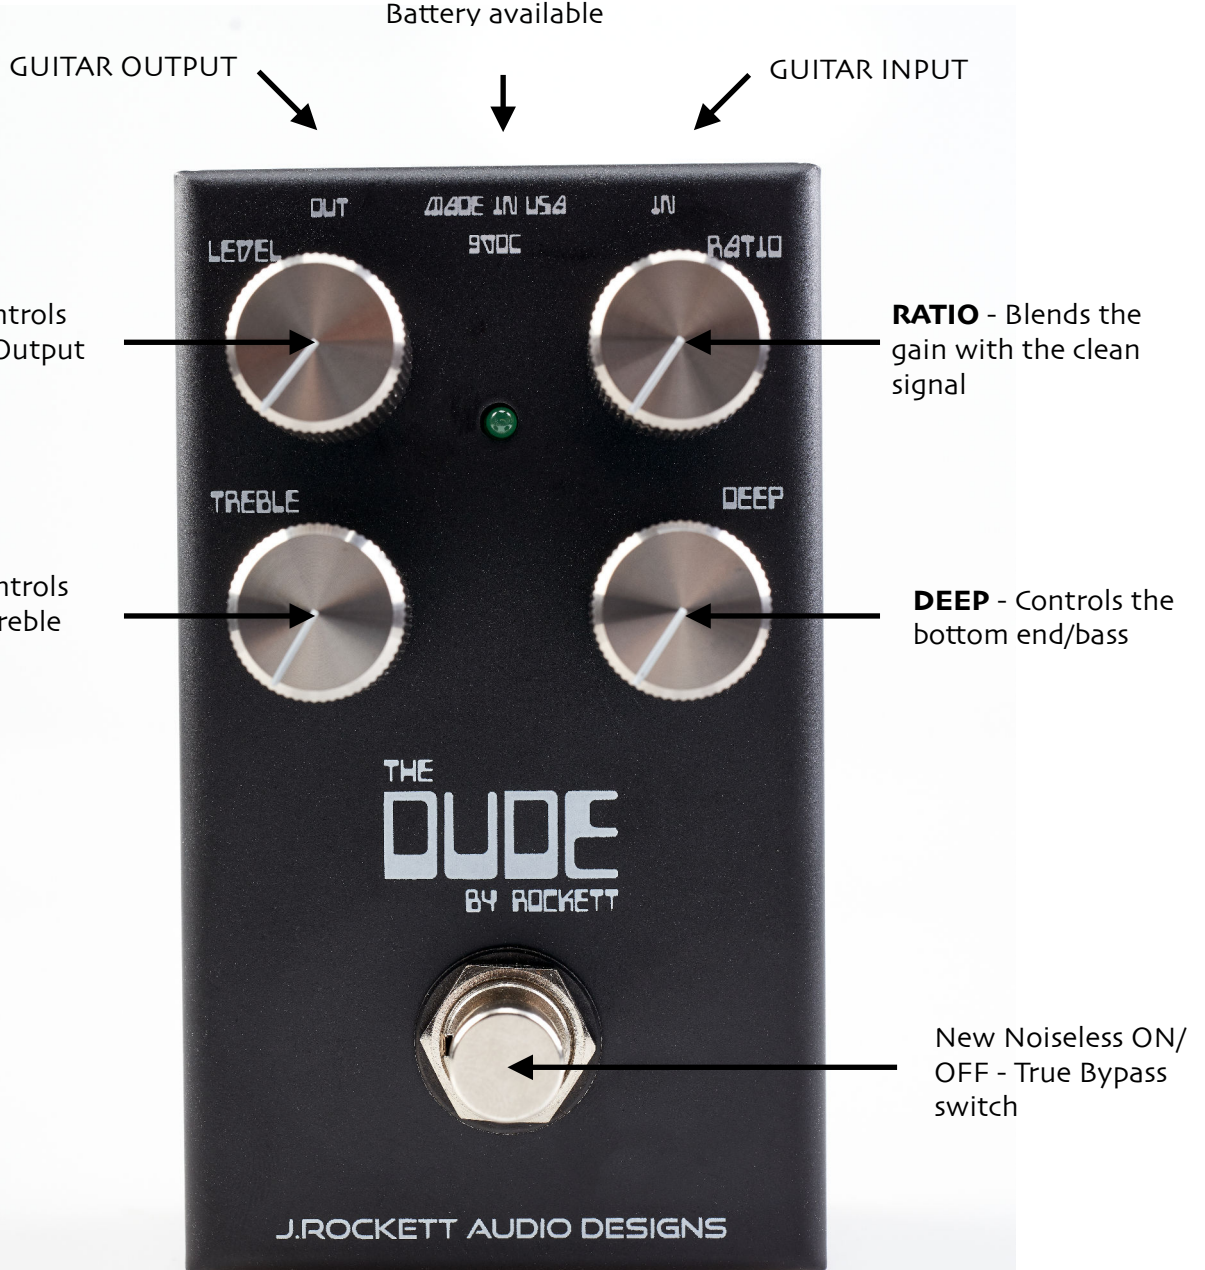 Battery available
GUITAR OUTPUT
GUITAR INPUT
OUT
MADE IN USA
IN
LEVEL
9VDC
RATIO
ntrols
Output
RATIO - Blends the
gain with the clean
signal
TREBLE
DEEP
ntrols
reble
DEEP - Controls the
bottom end/bass
THE
DUDE
BY ROCKETT
New Noiseless ON/
OFF - True Bypass
switch
J.ROCKETT AUDIO DESIGNS